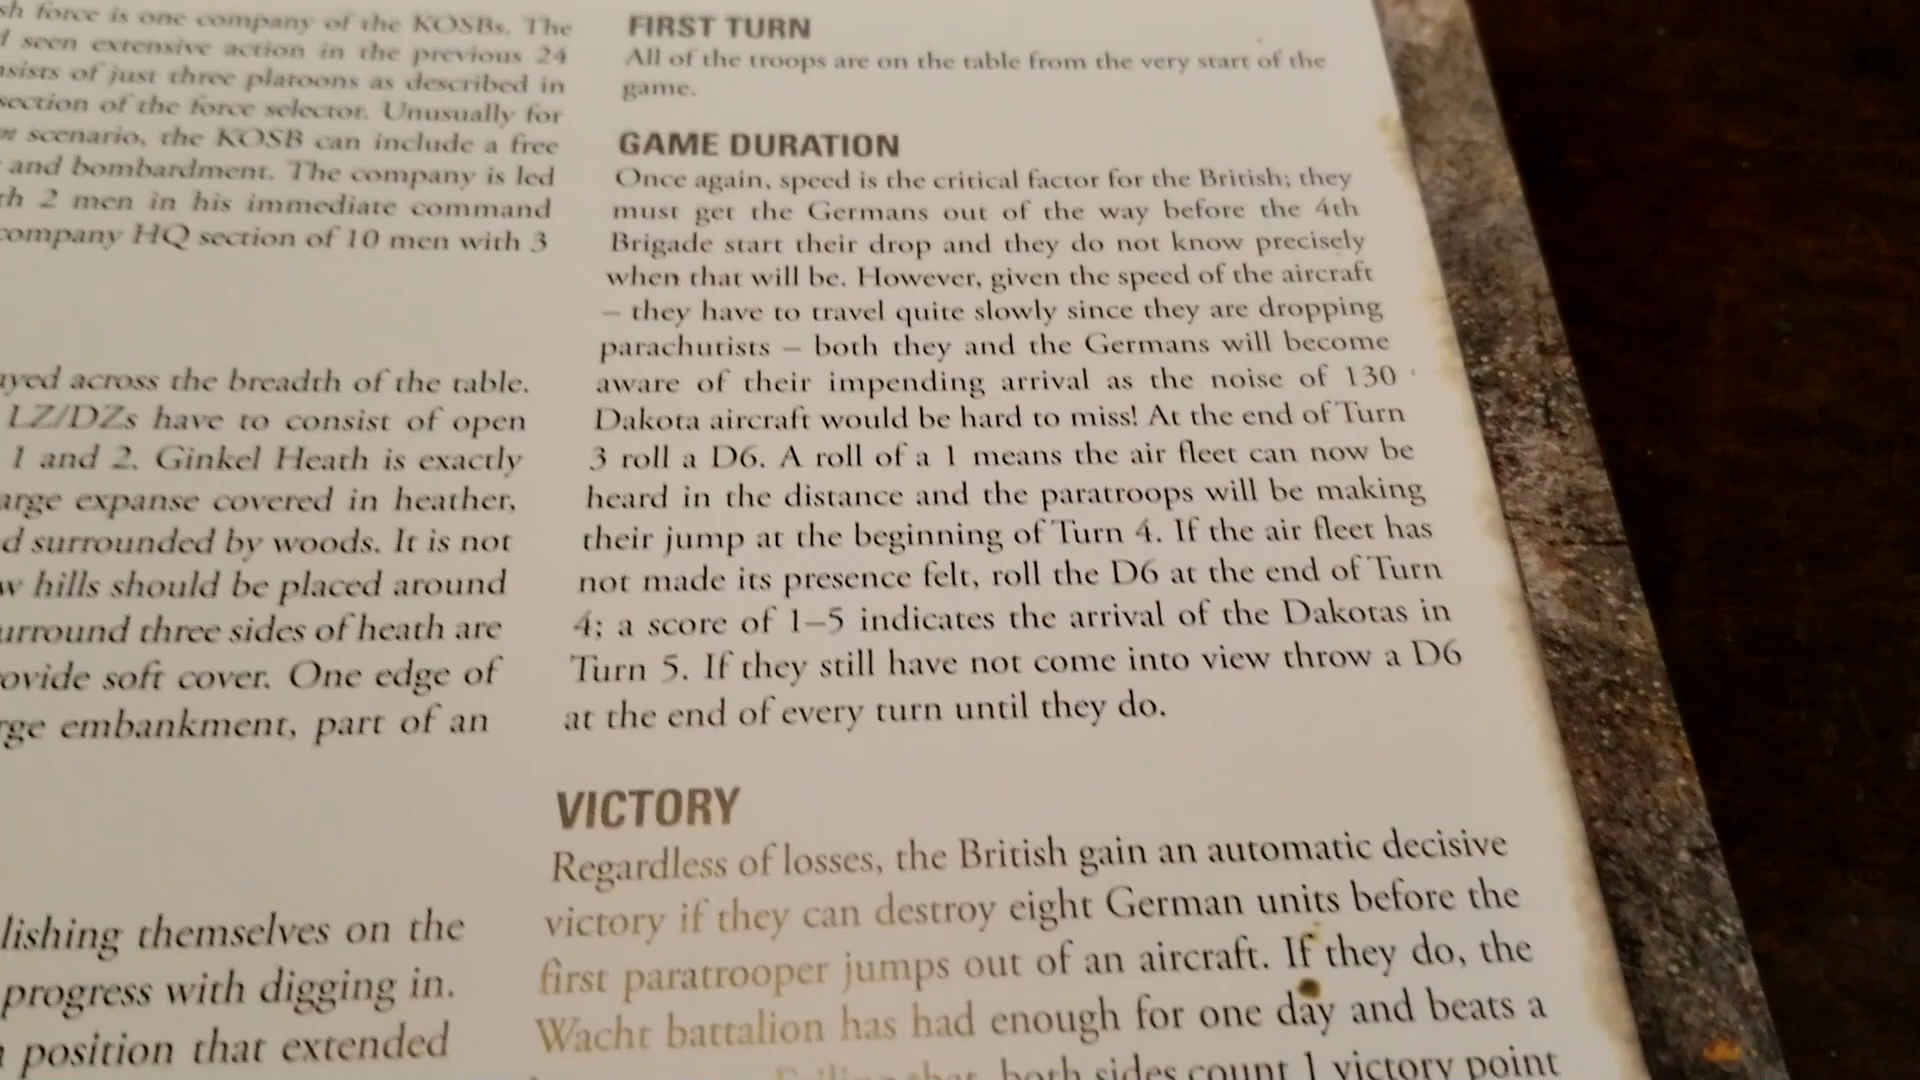 sh force is one company of the KOSBs. The
d seen extensive action in the previous 24
nsists of just three platoons as described in
section of the force selector. Unusually for
scenario, the KOSB can include a free
and bombardment. The company is led
th 2 men in his immediate command
company HQ section of 10 men with 3
ayed across the breadth of the table.
LZ/DZs have to consist of open
1 and 2. Ginkel Heath is exactly
arge expanse covered in heather,
d surrounded by woods. It is not
w hills should be placed around
urround three sides of heath are
ovide soft cover. One edge of
rge embankment, part of an
lishing themselves on the
progress with digging in.
position that extended
FIRST TURN
All of the troops are on the table from the very start of the
game.
GAME DURATION
Once again, speed is the critical factor for the British; they
must get the Germans out of the way before the 4th
Brigade start their drop and they do not know precisely
when that will be. However, given the speed of the aircraft
– they have to travel quite slowly since they are dropping
parachutists – both they and the Germans will become
aware of their impending arrival as the noise of 130
Dakota aircraft would be hard to miss! At the end of Turn
3 roll a D6. A roll of a 1 means the air fleet can now be
heard in the distance and the paratroops will be making
their jump at the beginning of Turn 4. If the air fleet has
not made its presence felt, roll the D6 at the end of Turn
4; a score of 1–5 indicates the arrival of the Dakotas in
Turn 5. If they still have not come into view throw a D6
at the end of every turn until they do.
VICTORY
Regardless of losses, the British gain an automatic decisive
victory if they can destroy eight German units before the
first paratrooper jumps out of an aircraft. If they do, the
Wacht battalion has had enough for one day and beats a
Failing that, both sides count 1 victory point